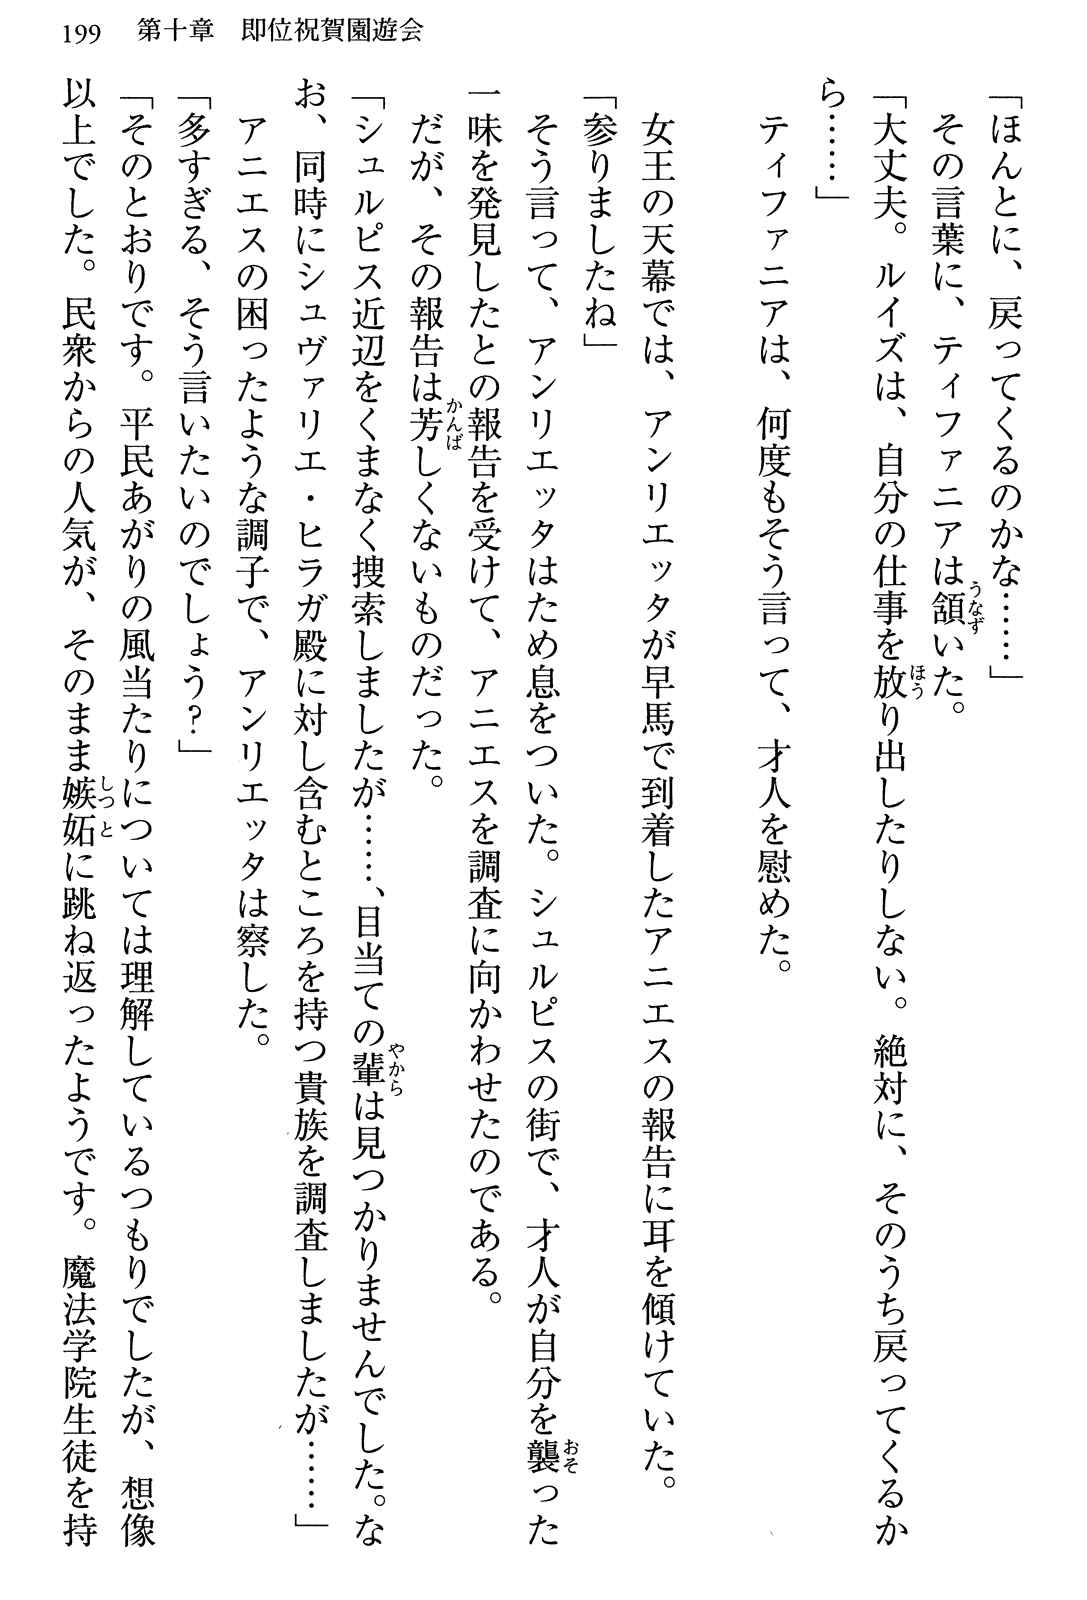 199　第十章　即位祝賀園遊会
「ほんとに、戻ってくるのかな……」
　その言葉に、ティファニアは頷いた。
「大丈夫。ルイズは、自分の仕事を放り出したりしない。絶対に、そのうち戻ってくるか
ら……」
　ティファニアは、何度もそう言って、才人を慰めた。
　女王の天幕では、アンリエッタが早馬で到着したアニエスの報告に耳を傾けていた。
「参りましたね」
　そう言って、アンリエッタはため息をついた。シュルピスの街で、才人が自分を襲った
一味を発見したとの報告を受けて、アニエスを調査に向かわせたのである。
　だが、その報告は芳しくないものだった。
「シュルピス近辺をくまなく捜索しましたが……、目当ての輩は見つかりませんでした。な
お、同時にシュヴァリエ・ヒラガ殿に対し含むところを持つ貴族を調査しましたが……」
　アニエスの困ったような調子で、アンリエッタは察した。
「多すぎる、そう言いたいのでしょう?」
「そのとおりです。平民あがりの風当たりについては理解しているつもりでしたが、想像
以上でした。民衆からの人気が、そのまま嫉妬に跳ね返ったようです。魔法学院生徒を持